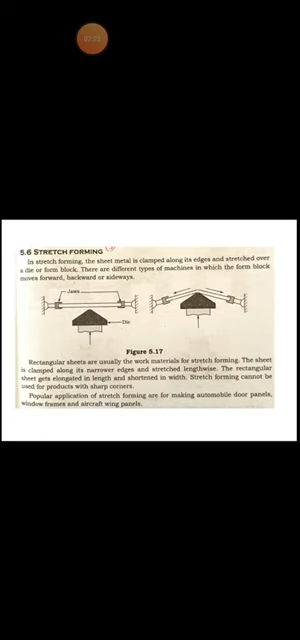 02:22
5.6 STRETCH FORMING
In stretch forming, the sheet metal is clamped along its edges and stretched over
a die or form block. There are different types of machines in which the form block
moves forward, backward or sideways.
Jaws
Die
Figure 5.17
Rectangular sheets are usually the work materials for stretch forming. The sheet
is clamped along its narrower edges and stretched lengthwise. The rectangular
sheet gets elongated in length and shortened in width. Stretch forming cannot be
used for products with sharp corners.
Popular application of stretch forming are for making automobile door panels,
window frames and aircraft wing panels.